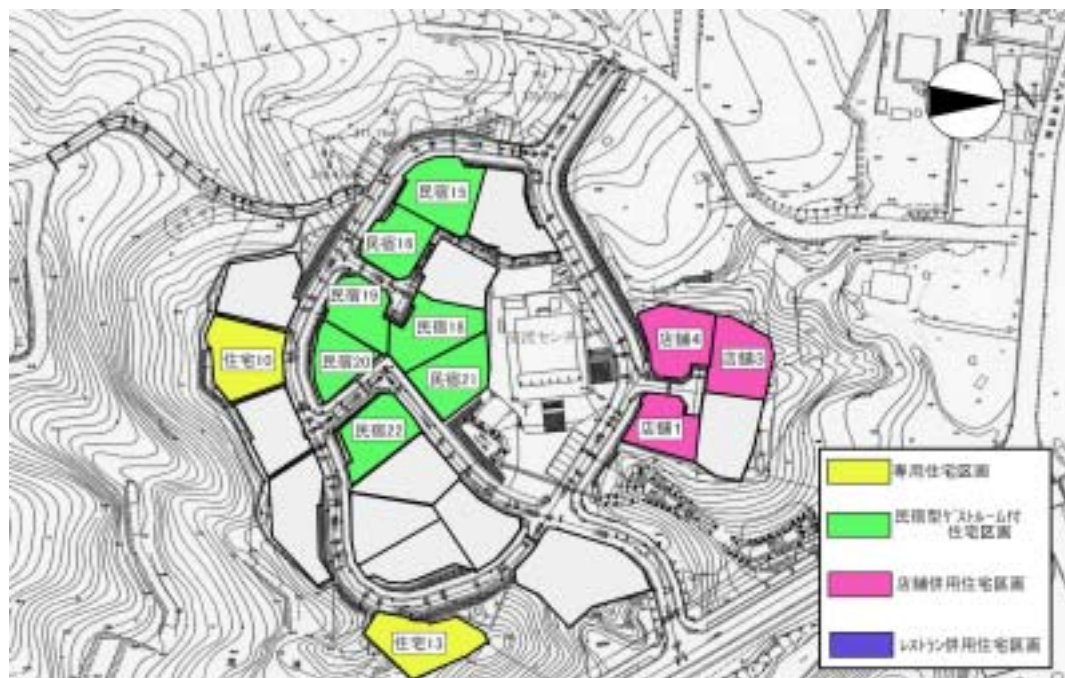 民宿15
民宿16
民宿19
民宿18
住宅10
民宿20
民宿21
民宿22
店舗4
店舗3
店舗1
住宅13
専用住宅区画
民宿型ｹﾞｽﾄﾙｰﾑ付
住宅区画
店舗併用住宅区画
ﾚｽﾄﾗﾝ併用住宅区画